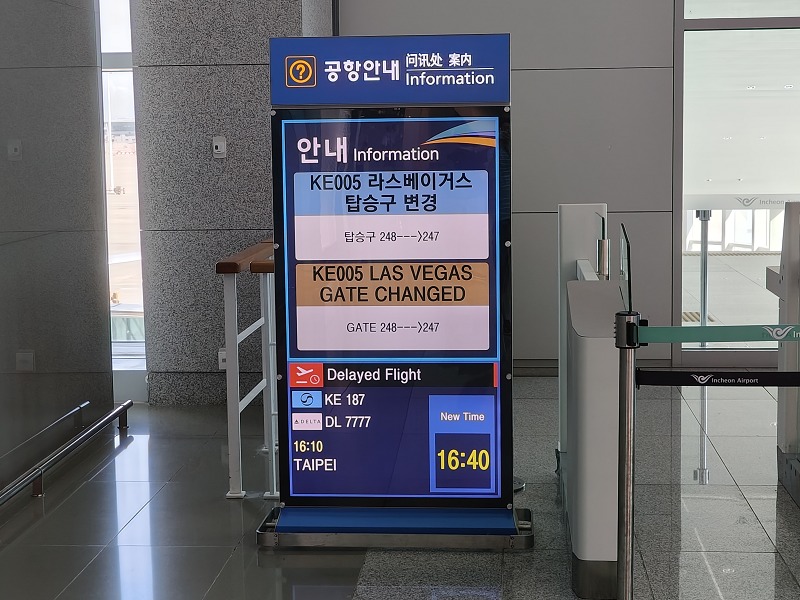 공항안내
问讯处 案内
Information
안내 Information
KE005 라스베이거스
탑승구 변경
탑승구 248--->247
KE005 LAS VEGAS
GATE CHANGED
GATE 248--->247
Delayed Flight
KE 187
DELTA DL 7777
16:10
TAIPEI
New Time
16:40
Incheon
In
Incheon Airport